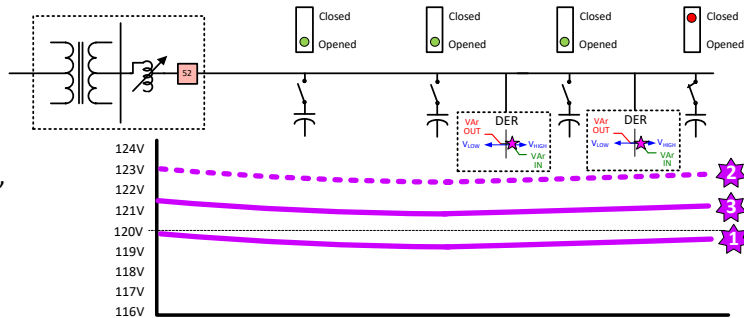 Closed
Opened
Closed
Opened
Closed
Opened
Closed
Opened
52
DER
VAr
OUT
VLOW
VHIGH
VAr
IN
DER
VAr
OUT
VLOW
VHIGH
VAr
IN
124V
123V
122V
121V
120V
119V
118V
117V
116V
2
3
1
,